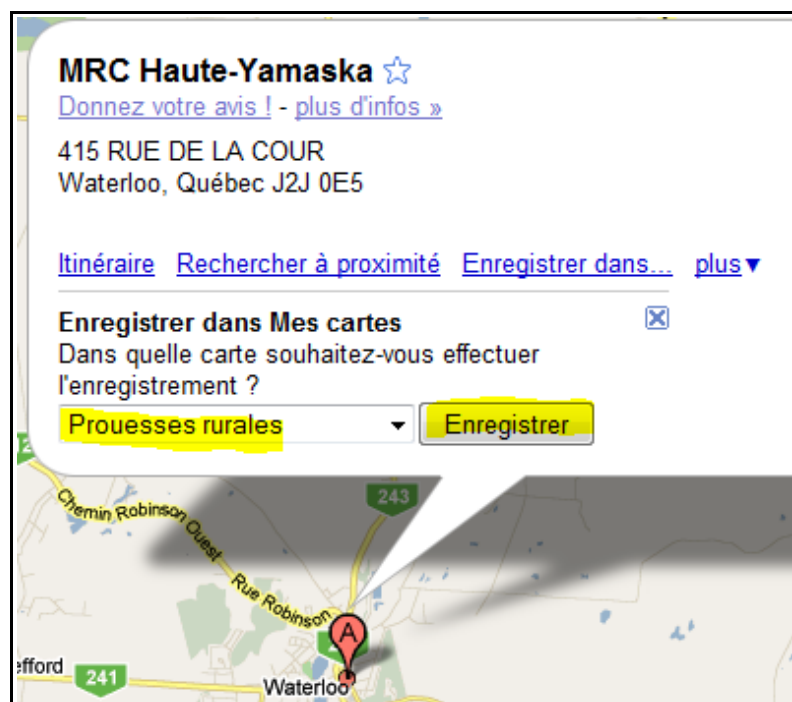 MRC Haute-Yamaska
Donnez votre avis ! - plus d'infos »
415 RUE DE LA COUR
Waterloo, Québec J2J 0E5
Itinéraire Rechercher à proximité Enregistrer dans... plus▼
Enregistrer dans Mes cartes
Dans quelle carte souhaitez-vous effectuer
l'enregistrement ?
Prouesses rurales Enregistrer
243
Chemin Robinson Ouest
Rue Robinson
A
efford
241
Waterloo